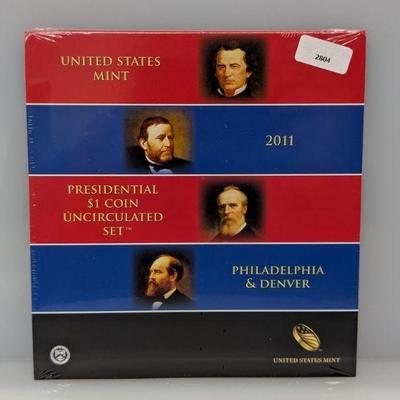 UNITED STATES
MINT
2804
2011
PRESIDENTIAL
$1 COIN
UNCIRCULATED
SET™
PHILADELPHIA
& DENVER
UNITED STATES MINT